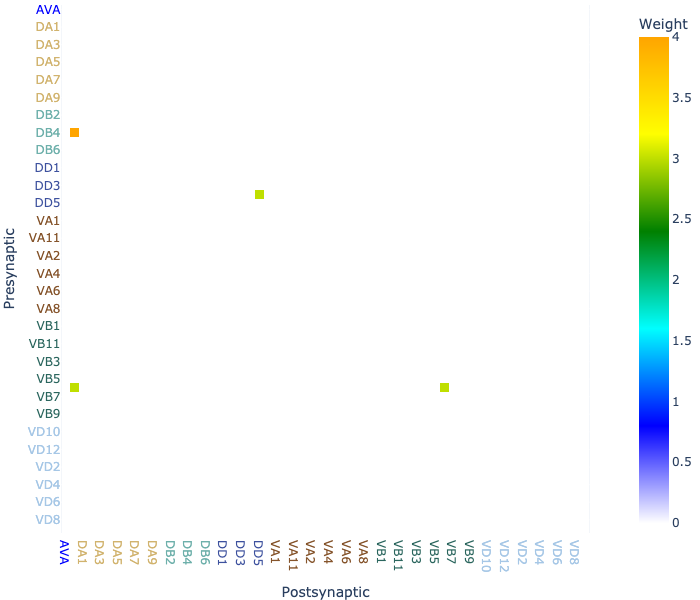 Weight
4
3.5
3
2.5
2
1.5
1
0.5
0
Presynaptic
AVA
DA1
DA3
DA5
DA7
DA9
DB2
DB4
DB6
DD1
DD3
DD5
VA1
VA11
VA2
VA4
VA6
VA8
VB1
VB11
VB3
VB5
VB7
VB9
VD10
VD12
VD2
VD4
VD6
VD8
AVA
DA1
DA3
DA5
DA7
DA9
DB2
DB4
DB6
DD1
DD3
DD5
VA1
VA11
VA2
VA4
VA6
VA8
VB1
VB11
VB3
VB5
VB7
VB9
VD10
VD12
VD2
VD4
VD6
VD8
Postsynaptic